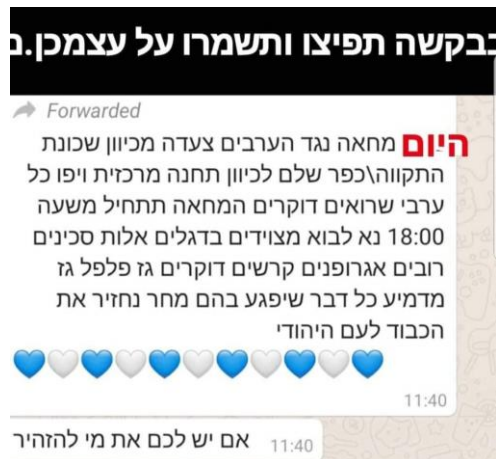 בבקשה תפיצו ותשמרו על עצמכן.
Forwarded
היום מחאה נגד הערבים צעדה מכיוון שכונת
התקווה\כפר שלם לכיוון תחנה מרכזית ויפו כל
ערבי שרואים דוקרים המחאה תתחיל משעה
18:00 נא לבוא מצוידים בדגלים אלות סכינים
רובים אגרופנים קרשים דוקרים גז פלפל גז
מדמיע כל דבר שיפגע בהם מחר נחזיר את
הכבוד לעם היהודי
💙🤍💙🤍💙🤍💙🤍💙🤍💙
11:40
אם יש לכם את מי להזהיר
11:40